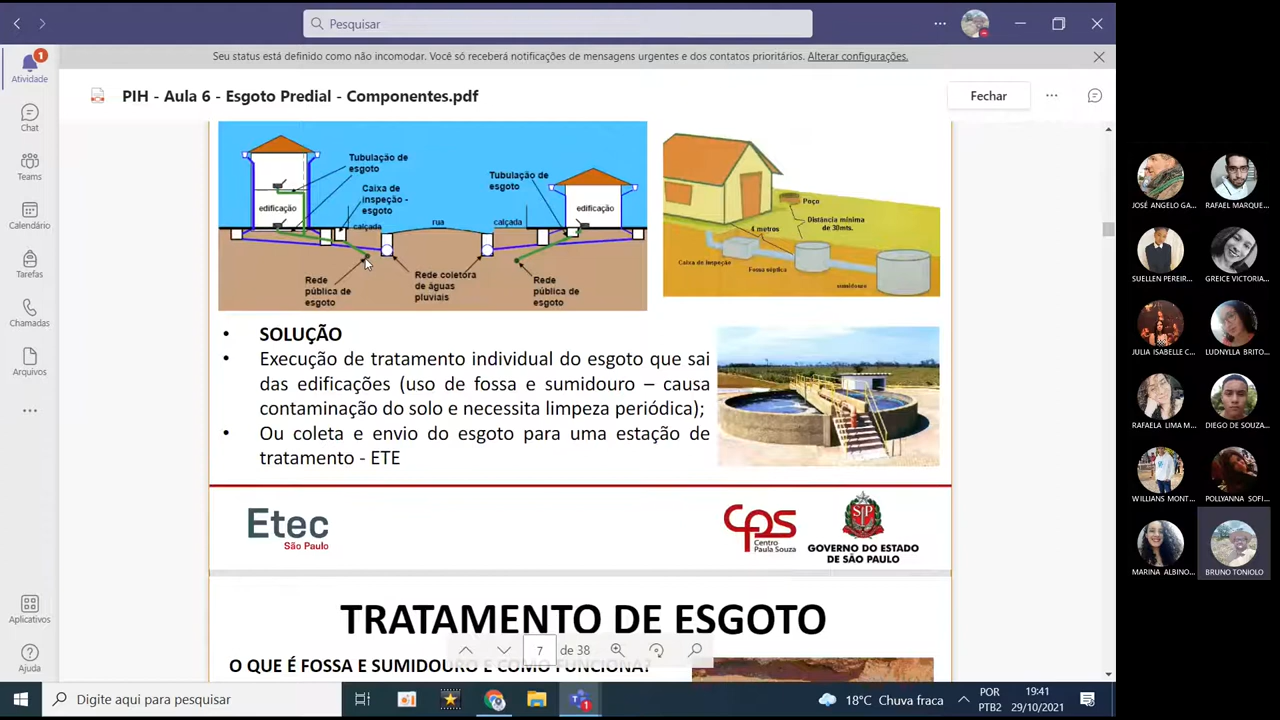 Pesquisar
Seu status está definido como não incomodar. Você só receberá notificações de mensagens urgentes e dos contatos prioritários. Alterar configurações.
1
Atividade
Chat
Teams
Calendário
Tarefas
Chamadas
Arquivos
Aplicativos
Ajuda
PIH - Aula 6 - Esgoto Predial - Componentes.pdf
Fechar
Tubulação de
esgoto
Caixa de
inspeção -
esgoto
edificação
calçada
rua
calçada
Tubulação de
esgoto
edificação
Rede
pública de
esgoto
Rede coletora
de águas
pluviais
Rede
pública de
esgoto
Poço
Distância mínima
de 30mts.
4 metros
Caixa de Inspeção
Fossa séptica
sumidouro
• SOLUÇÃO
• Execução de tratamento individual do esgoto que sai
das edificações (uso de fossa e sumidouro – causa
contaminação do solo e necessita limpeza periódica);
• Ou coleta e envio do esgoto para uma estação de
tratamento - ETE
Etec
São Paulo
CPS
Centro
Paula Souza
SP
GOVERNO DO ESTADO
DE SÃO PAULO
TRATAMENTO DE ESGOTO
7 de 38
O QUE É FOSSA E SUMIDOURO E COMO FUNCIONA?
JOSÉ ANGELO GA...
RAFAEL MARQUE...
SUELLEN PEREIR...
GREICE VICTORIA...
JULIA ISABELLE C...
LUDNYLLA BRITO...
RAFAELA LIMA M...
DIEGO DE SOUZA...
WILLIANS MONT...
POLLYANNA SOFI...
MARINA ALBINO...
BRUNO TONIOLO
Digite aqui para pesquisar
1
18°C Chuva fraca
POR
PTB2
19:41
29/10/2021